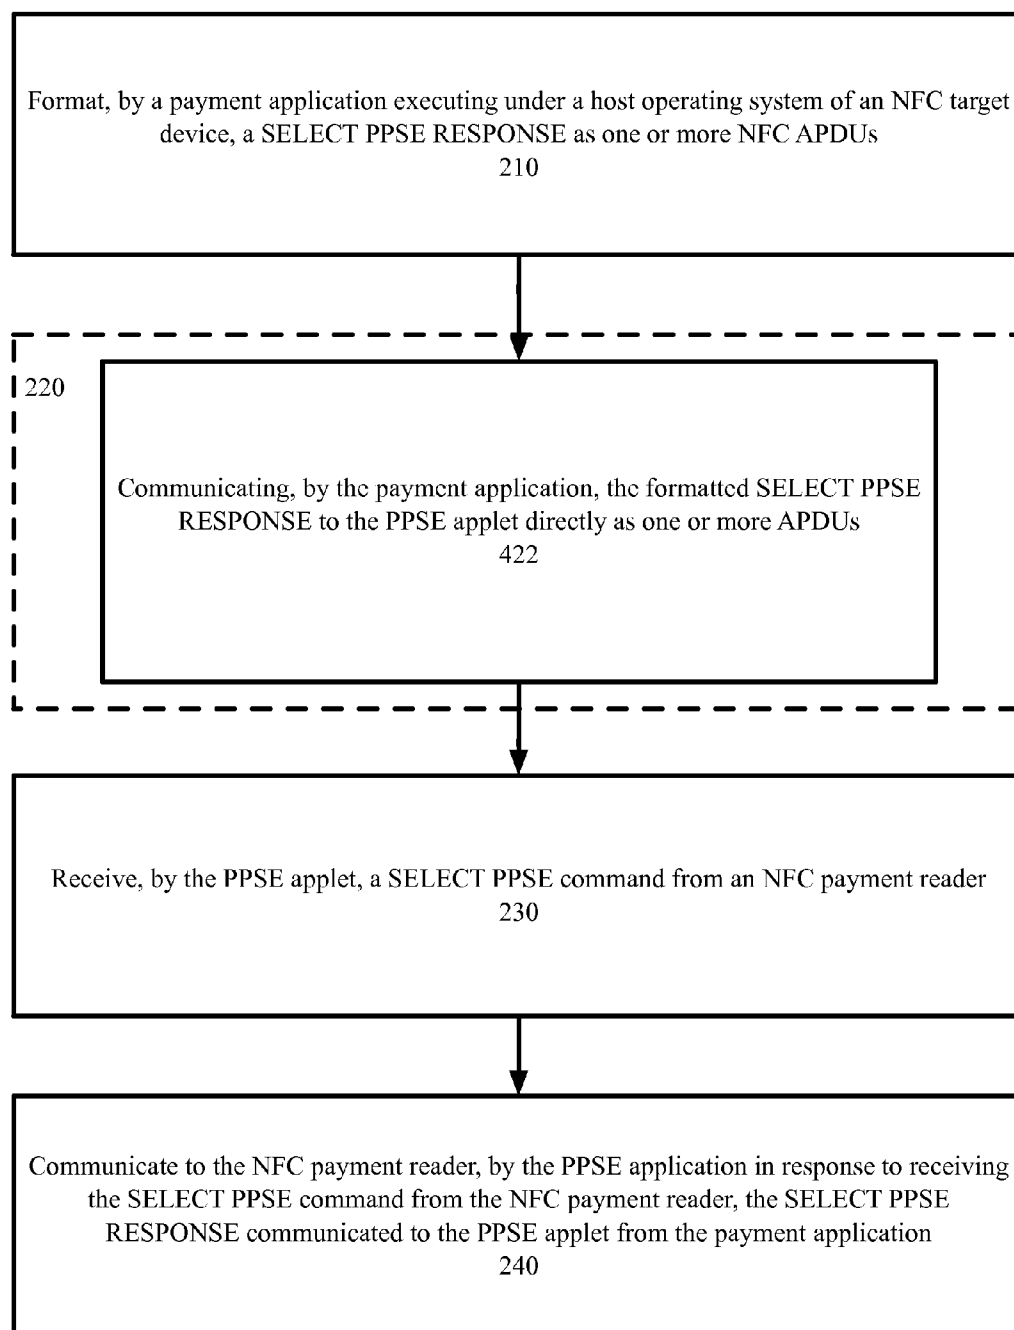 Format, by a payment application executing under a host operating system of an NFC target
device, a SELECT PPSE RESPONSE as one or more NFC APDUs
210
220
Communicating, by the payment application, the formatted SELECT PPSE
RESPONSE to the PPSE applet directly as one or more APDUs
422
Receive, by the PPSE applet, a SELECT PPSE command from an NFC payment reader
230
Communicate to the NFC payment reader, by the PPSE application in response to receiving
the SELECT PPSE command from the NFC payment reader, the SELECT PPSE
RESPONSE communicated to the PPSE applet from the payment application
240